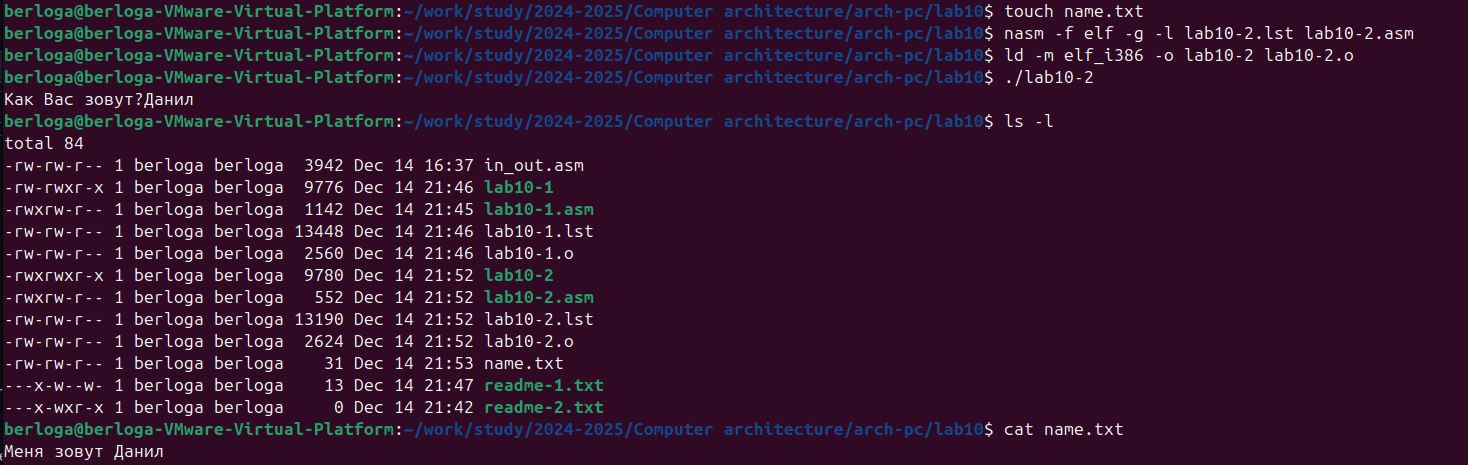 berloga@berloga-VMware-Virtual-Platform:~/work/study/2024-2025/Computer architecture/arch-pc/lab10$ touch name.txt
berloga@berloga-VMware-Virtual-Platform:~/work/study/2024-2025/Computer architecture/arch-pc/lab10$ nasm -f elf -g -l lab10-2.lst lab10-2.asm
berloga@berloga-VMware-Virtual-Platform:~/work/study/2024-2025/Computer architecture/arch-pc/lab10$ ld -m elf_i386 -o lab10-2 lab10-2.o
berloga@berloga-VMware-Virtual-Platform:~/work/study/2024-2025/Computer architecture/arch-pc/lab10$ ./lab10-2
Как Вас зовут?Данил
berloga@berloga-VMware-Virtual-Platform:~/work/study/2024-2025/Computer architecture/arch-pc/lab10$ ls -l
total 84
-rw-rw-r-- 1 berloga berloga  3942 Dec 14 16:37 in_out.asm
-rw-rwxr-x 1 berloga berloga  9776 Dec 14 21:46 lab10-1
-rwxrw-r-- 1 berloga berloga  1142 Dec 14 21:45 lab10-1.asm
-rw-rw-r-- 1 berloga berloga 13448 Dec 14 21:46 lab10-1.lst
-rw-rw-r-- 1 berloga berloga  2560 Dec 14 21:46 lab10-1.o
-rwxrwxr-x 1 berloga berloga  9780 Dec 14 21:52 lab10-2
-rwxrw-r-- 1 berloga berloga   552 Dec 14 21:52 lab10-2.asm
-rw-rw-r-- 1 berloga berloga 13190 Dec 14 21:52 lab10-2.lst
-rw-rw-r-- 1 berloga berloga  2624 Dec 14 21:52 lab10-2.o
-rw-rw-r-- 1 berloga berloga    31 Dec 14 21:53 name.txt
---x-w--w- 1 berloga berloga    13 Dec 14 21:47 readme-1.txt
---x-wxr-x 1 berloga berloga     0 Dec 14 21:42 readme-2.txt
berloga@berloga-VMware-Virtual-Platform:~/work/study/2024-2025/Computer architecture/arch-pc/lab10$ cat name.txt
Меня зовут Данил